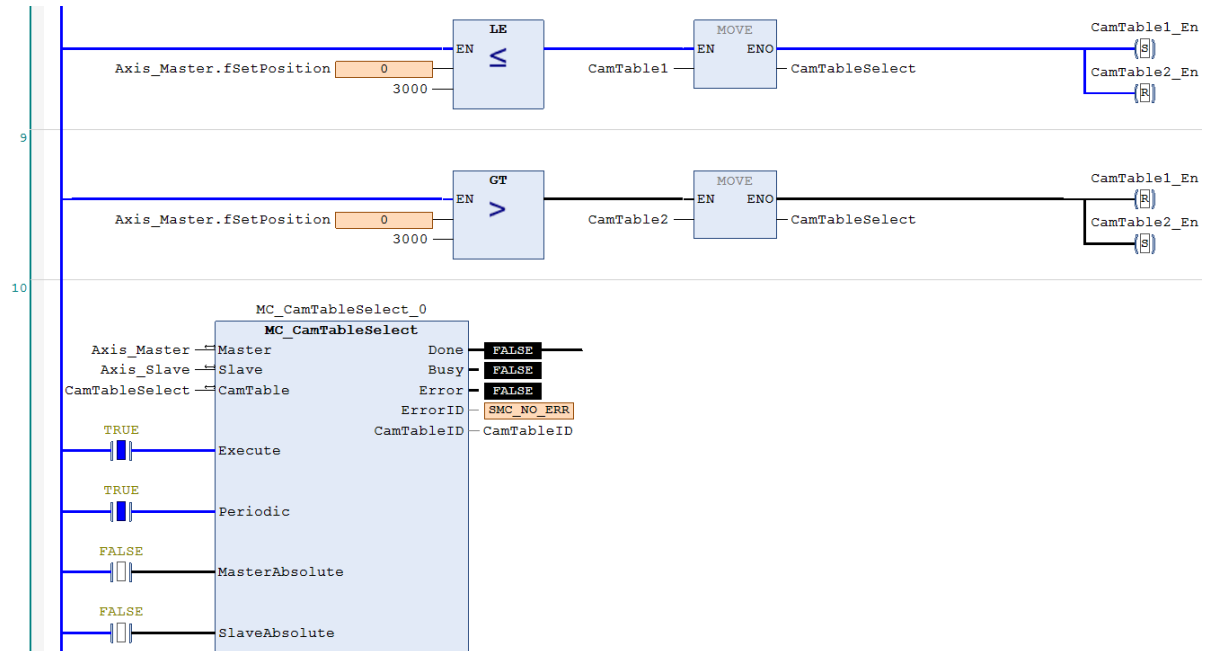 LE
MOVE
CamTable1_En
EN
≤
EN ENO
S
Axis_Master.fSetPosition 0
CamTable1
CamTableSelect
CamTable2_En
3000
R
9
GT
MOVE
CamTable1_En
EN
>
EN ENO
R
Axis_Master.fSetPosition 0
CamTable2
CamTableSelect
CamTable2_En
3000
S
10
MC_CamTableSelect_0
MC_CamTableSelect
Axis_Master Master Done FALSE
Axis_Slave Slave Busy FALSE
CamTableSelect CamTable Error FALSE
ErrorID SMC_NO_ERR
TRUE
CamTableID CamTableID
Execute
TRUE
Periodic
FALSE
MasterAbsolute
FALSE
SlaveAbsolute